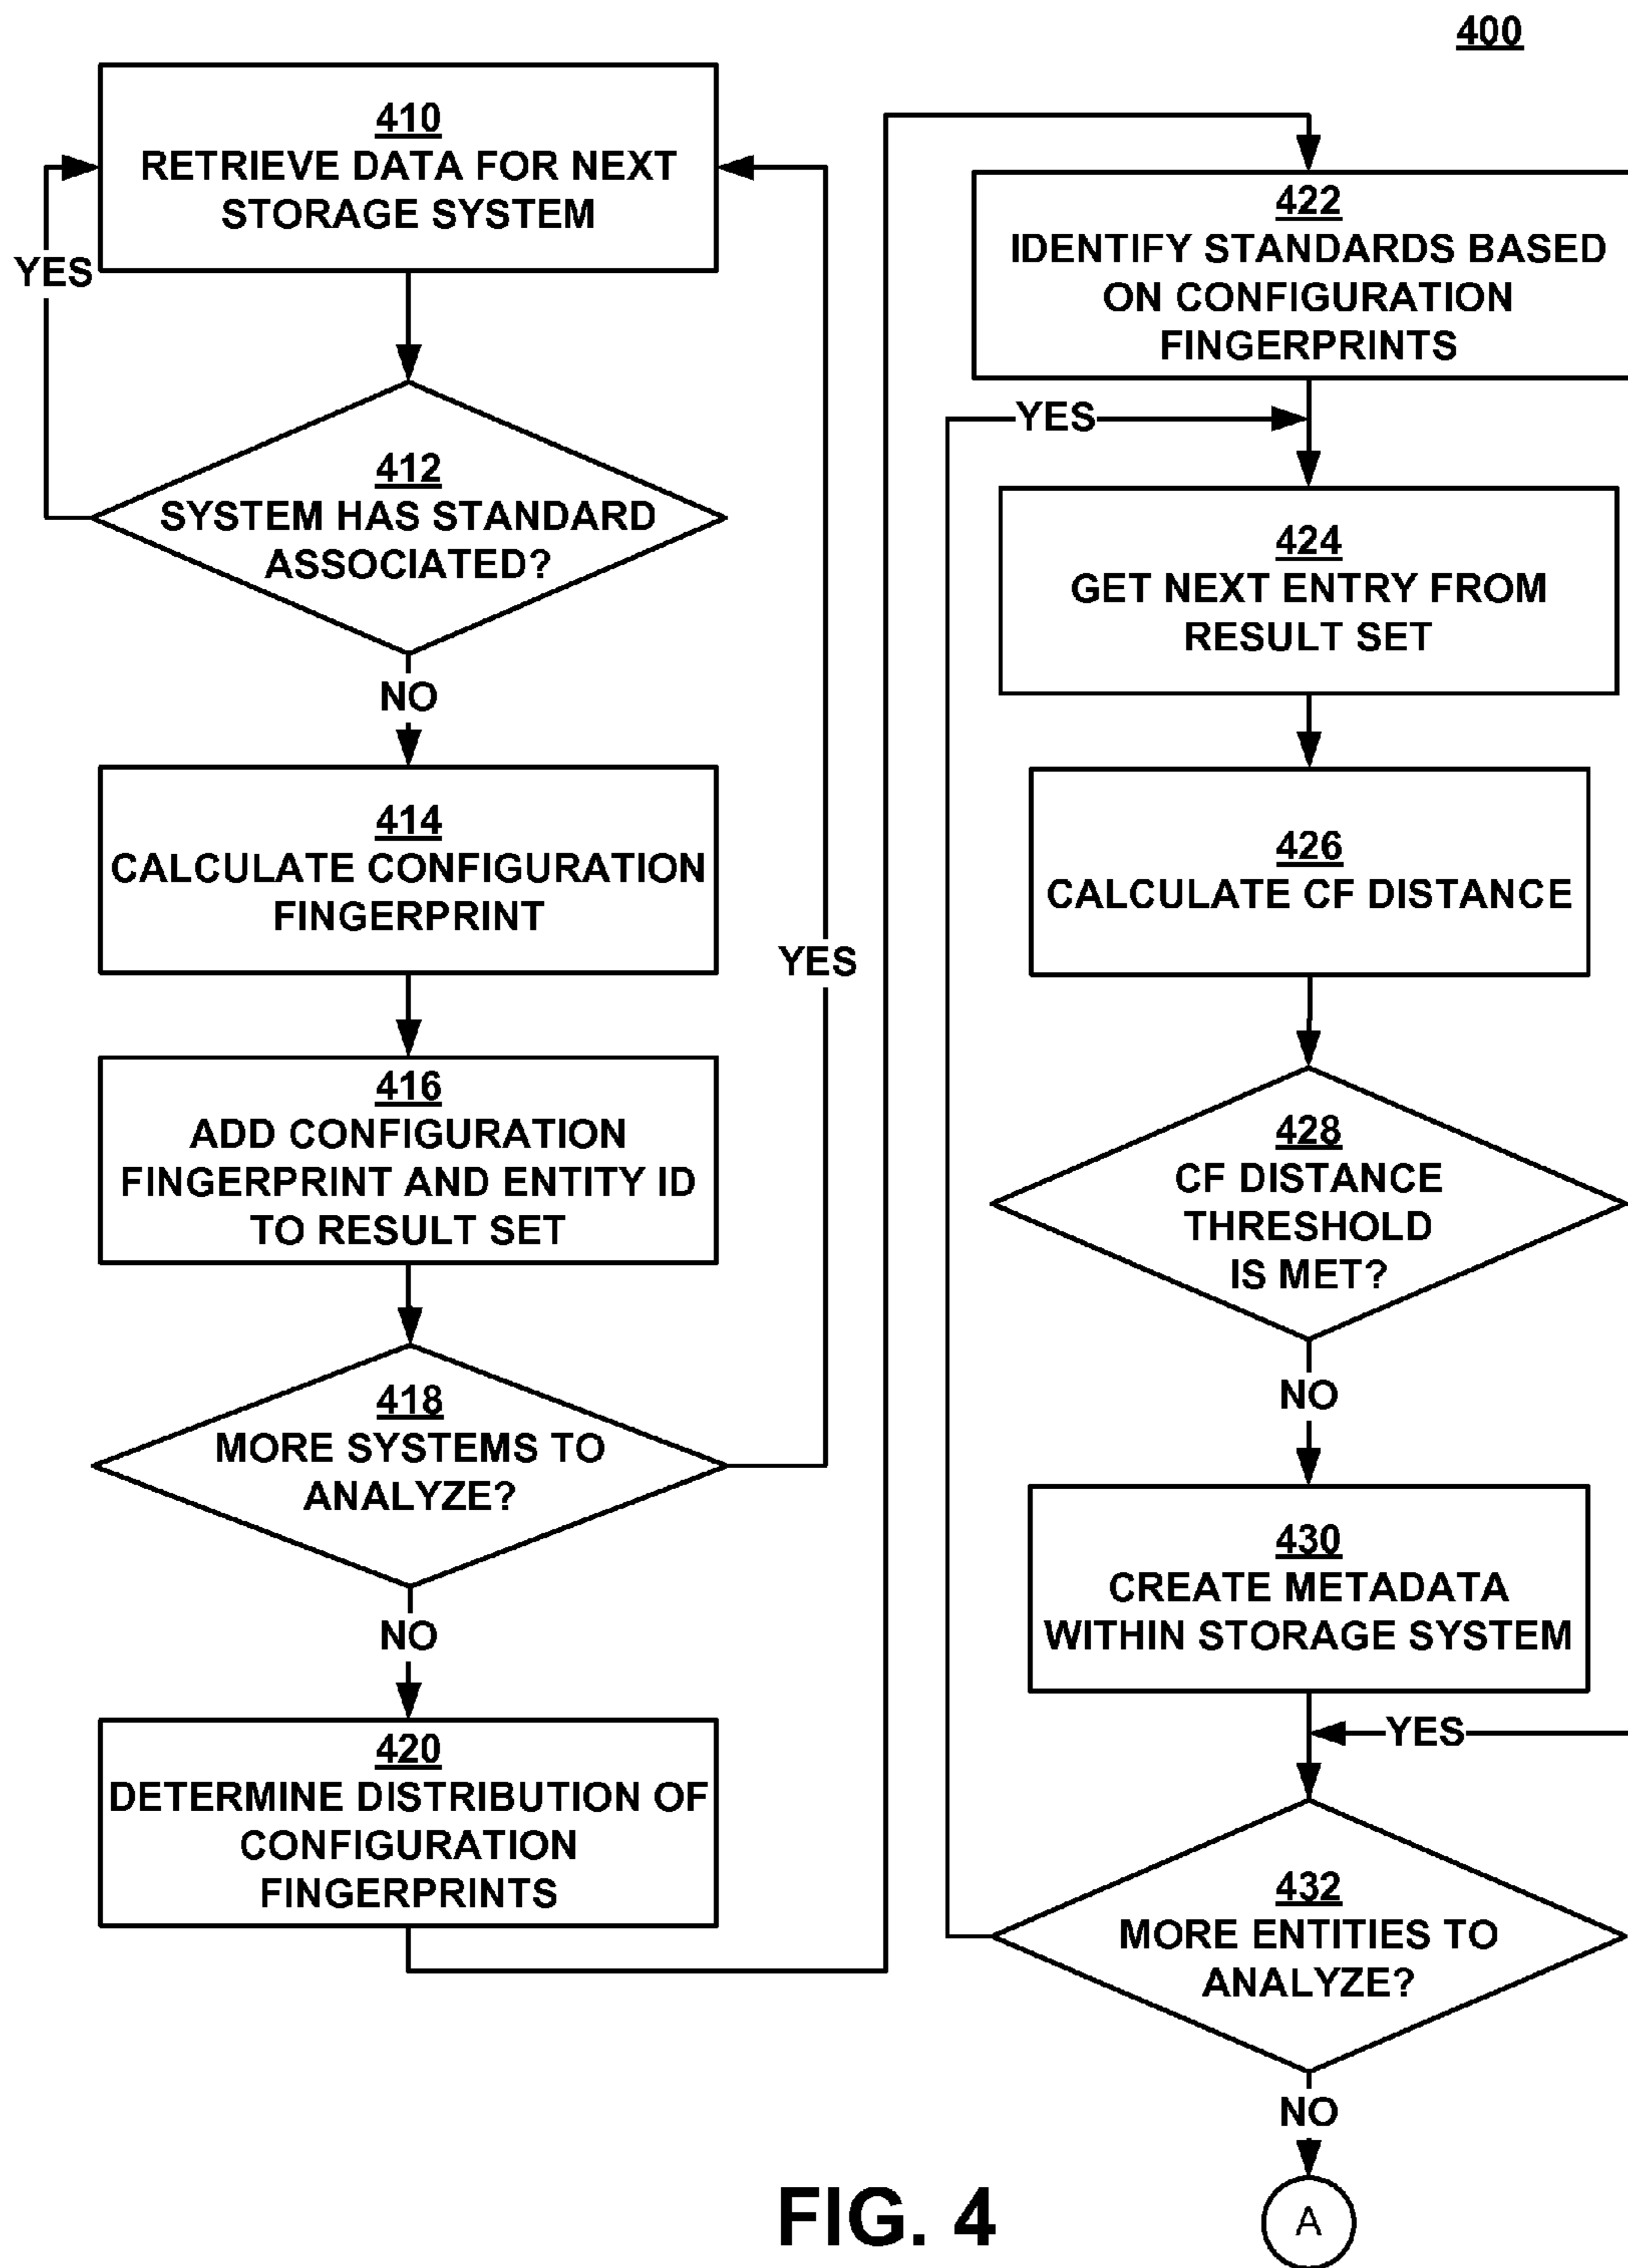 400
410
RETRIEVE DATA FOR NEXT
STORAGE SYSTEM
YES
412
SYSTEM HAS STANDARD
ASSOCIATED?
NO
414
CALCULATE CONFIGURATION
FINGERPRINT
YES
416
ADD CONFIGURATION
FINGERPRINT AND ENTITY ID
TO RESULT SET
418
MORE SYSTEMS TO
ANALYZE?
NO
420
DETERMINE DISTRIBUTION OF
CONFIGURATION
FINGERPRINTS
422
IDENTIFY STANDARDS BASED
ON CONFIGURATION
FINGERPRINTS
YES
424
GET NEXT ENTRY FROM
RESULT SET
426
CALCULATE CF DISTANCE
428
CF DISTANCE
THRESHOLD
IS MET?
NO
430
CREATE METADATA
WITHIN STORAGE SYSTEM
YES
432
MORE ENTITIES TO
ANALYZE?
NO
A
FIG. 4